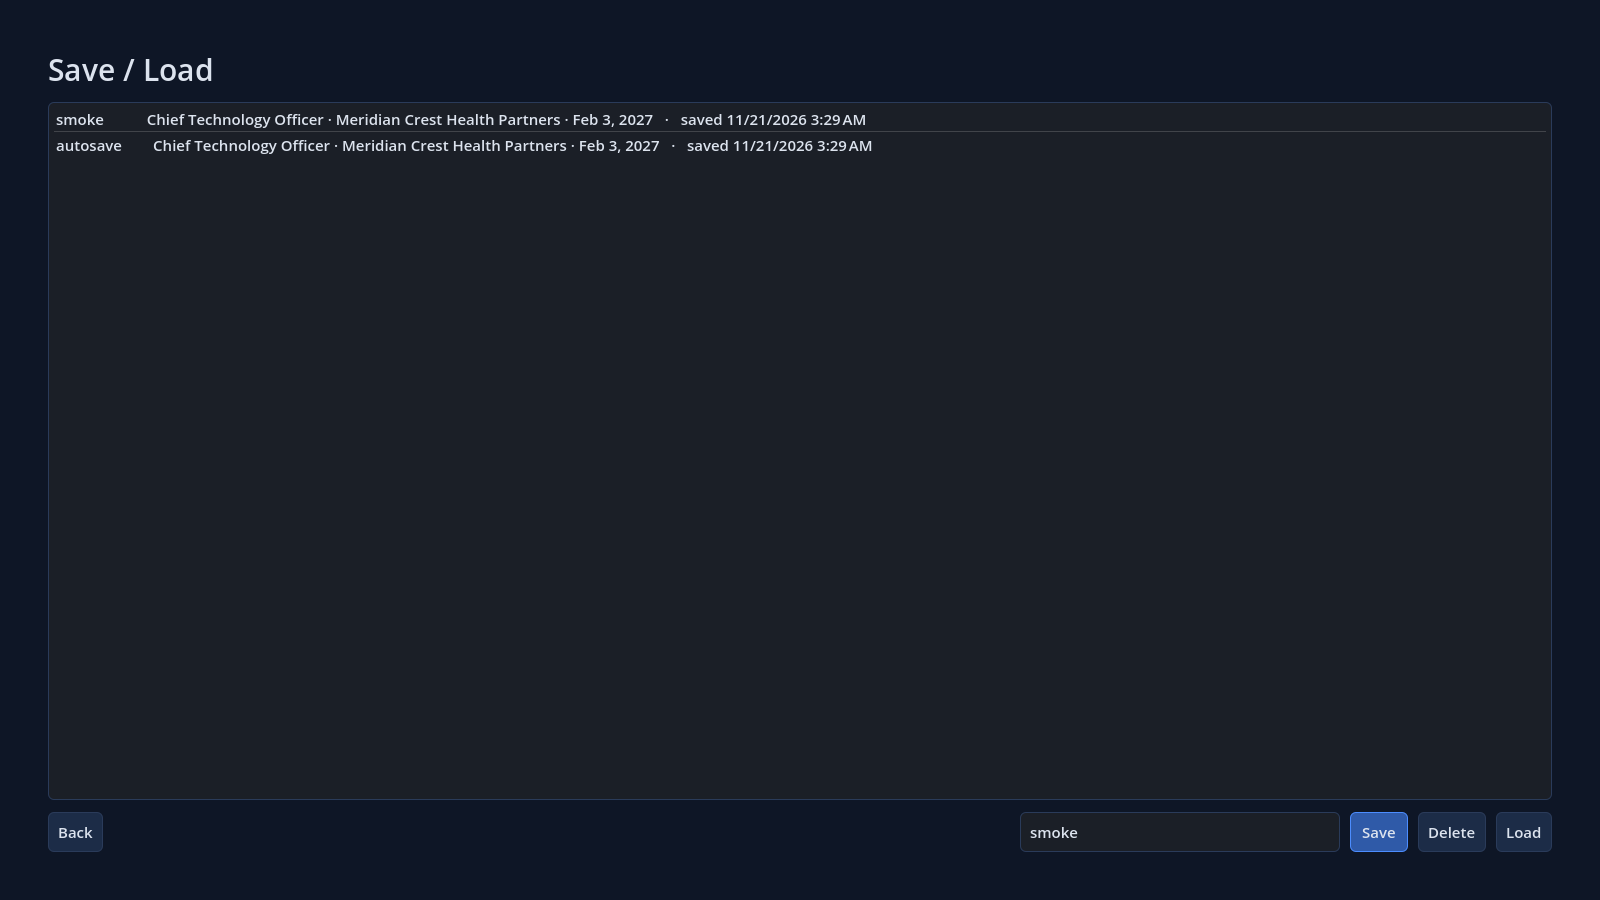 Save / Load
smoke Chief Technology Officer · Meridian Crest Health Partners · Feb 3, 2027 · saved 11/21/2026 3:29 AM
autosave Chief Technology Officer · Meridian Crest Health Partners · Feb 3, 2027 · saved 11/21/2026 3:29 AM
Back smoke Save Delete Load